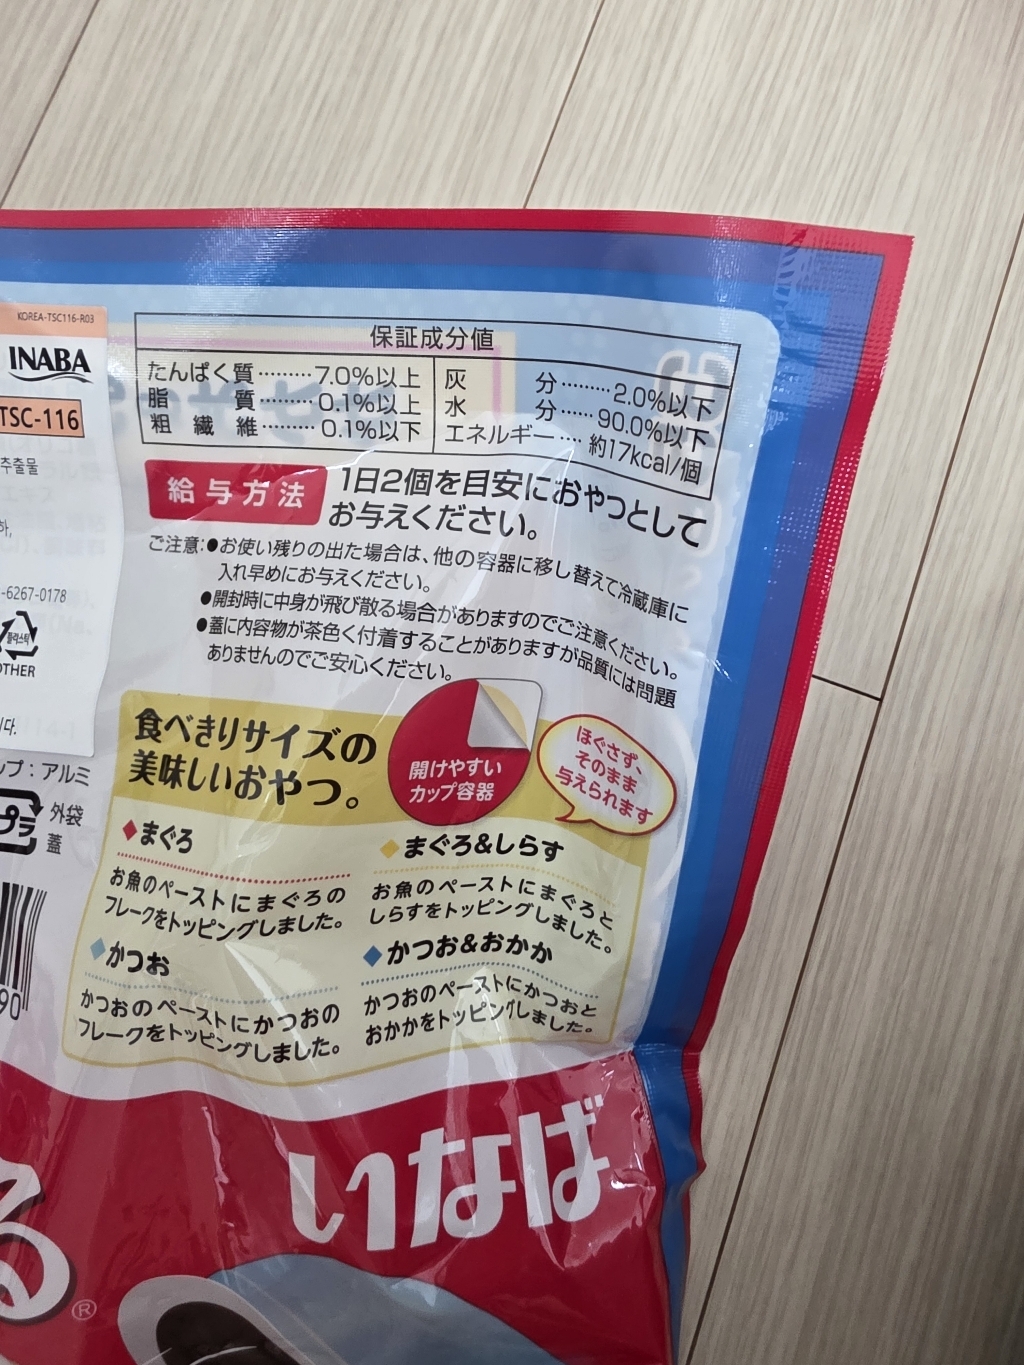 KOREA-TSC116-R03
INABA
TSC-116
추출물
하,
-6267-0178
플라스틱
OTHER
니다.
ップ：アルミ
プラ
外袋
蓋
90
保証成分値
たんぱく質………7.0%以上
脂質………0.1%以上
粗繊維………0.1%以下
灰分………2.0%以下
水分……90.0%以下
エネルギー‥‥約17kcal/個
給与方法
1日2個を目安におやつとして
お与えください。
ご注意:●お使い残りの出た場合は、他の容器に移し替えて冷蔵庫に
入れ早めにお与えください。
●開封時に中身が飛び散る場合がありますのでご注意ください。
●蓋に内容物が茶色く付着することがありますが品質には問題
ありませんのでご安心ください。
食べきりサイズの
美味しいおやつ。
開けやすい
カップ容器
ほぐさず、
そのまま
与えられます
◆まぐろ
お魚のペーストにまぐろの
フレークをトッピングしました。
◆まぐろ&しらす
お魚のペーストにまぐろと
しらすをトッピングしました。
◆かつお
かつおのペーストにかつおの
フレークをトッピングしました。
◆かつお&おかか
かつおのペーストにかつおと
おかかをトッピングしました。
いなば
る®